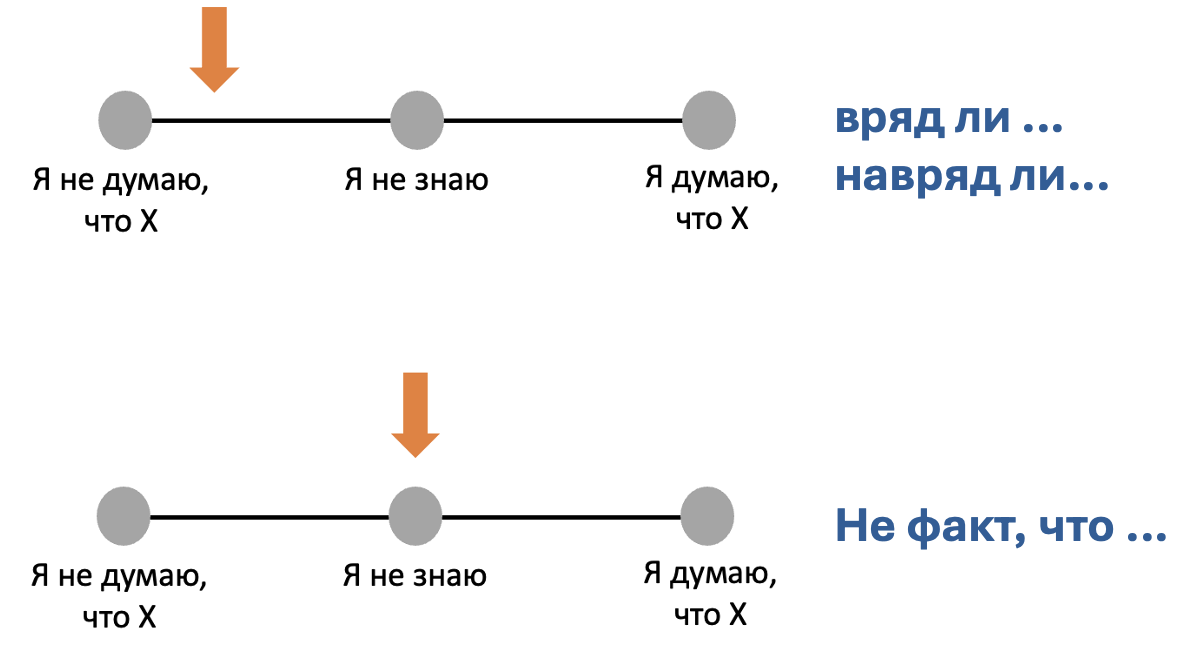 вряд ли ...
навряд ли...
Я не думаю,
что X
Я не знаю
Я думаю,
что X
Не факт, что ...
Я не думаю,
что X
Я не знаю
Я думаю,
что X